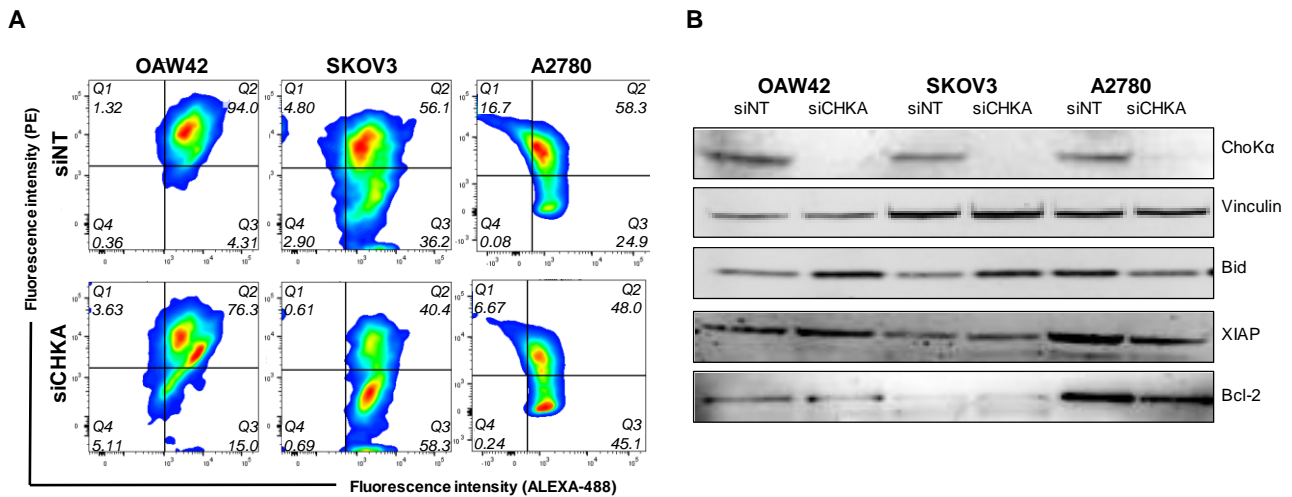 A
B
OAW42
SKOV3
A2780
Q1
1.32
Q2
94.0
Q4
0.36
Q3
4.31
Q1
4.80
Q2
56.1
Q4
2.90
Q3
36.2
Q1
16.7
Q2
58.3
Q4
0.08
Q3
24.9
siNT
Q1
3.63
Q2
76.3
Q4
5.11
Q3
15.0
Q1
0.61
Q2
40.4
Q4
0.69
Q3
58.3
Q1
6.67
Q2
48.0
Q4
0.24
Q3
45.1
siCHKA
Fluorescence intensity (PE)
Fluorescence intensity (ALEXA-488)
OAW42 SKOV3 A2780
siNT siCHKA siNT siCHKA siNT siCHKA
ChoKα
Vinculin
Bid
XIAP
Bcl-2